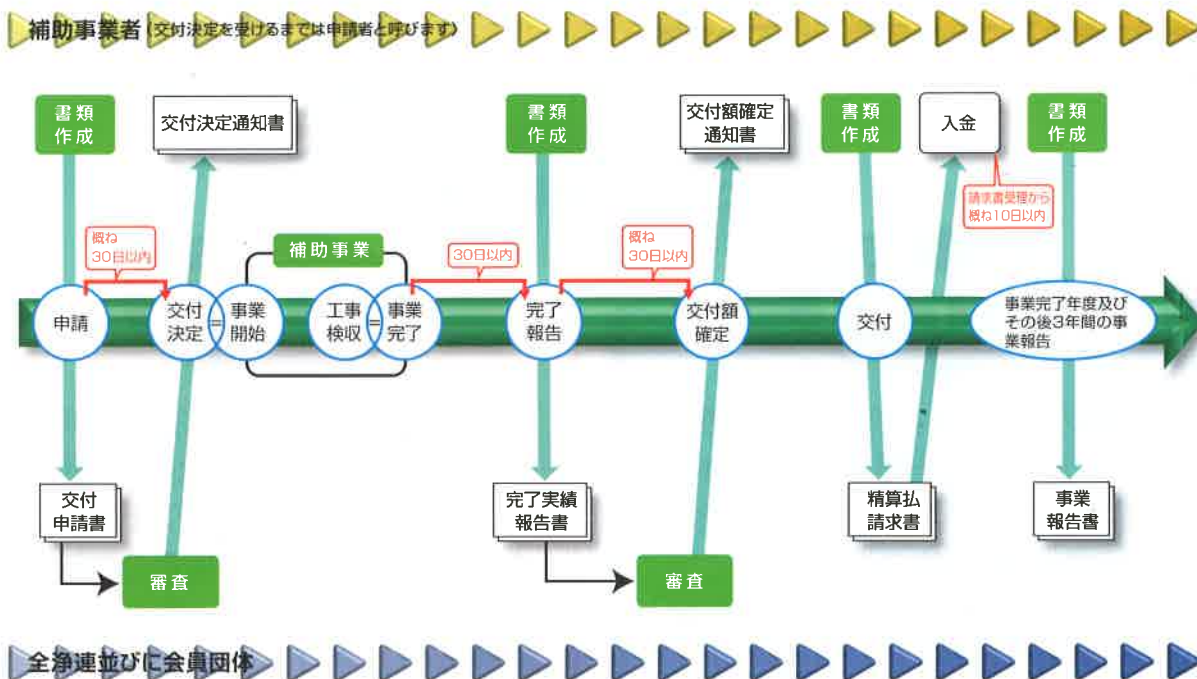 補助事業者(交付決定を受けるまでは申請者と呼びます)
書類
作成
交付決定通知書
書類
作成
交付額確定
通知書
書類
作成
入金
書類
作成
請求書受理から
概ね10日以内
概ね
30日以内
補助事業
30日以内
概ね
30日以内
申請
交付
決定
=
事業
開始
工事
検収
=
事業
完了
完了
報告
交付額
確定
交付
事業完了年度及び
その後3年間の事
業報告
交付
申請書
完了実績
報告書
精算払
請求書
事業
報告書
審査
審査
全浄連並びに会員団体